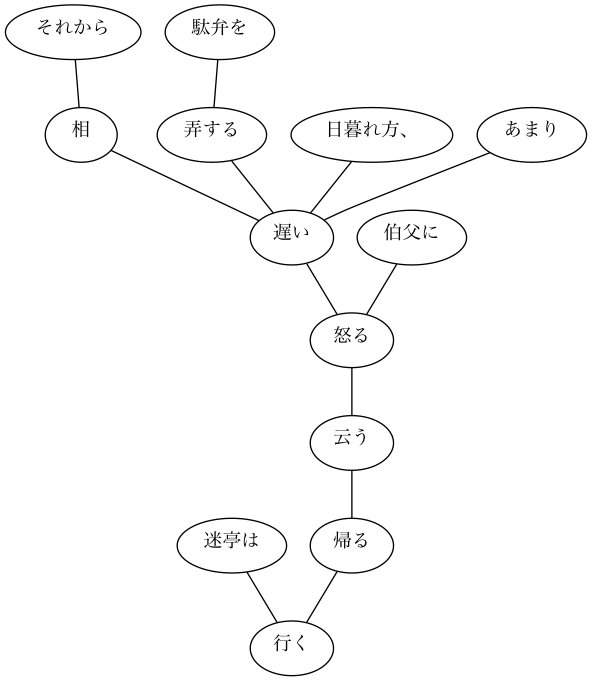 それから
駄弁を
相
弄する
日暮れ方、
あまり
遅い
伯父に
怒る
云う
迷亭は
帰る
行く